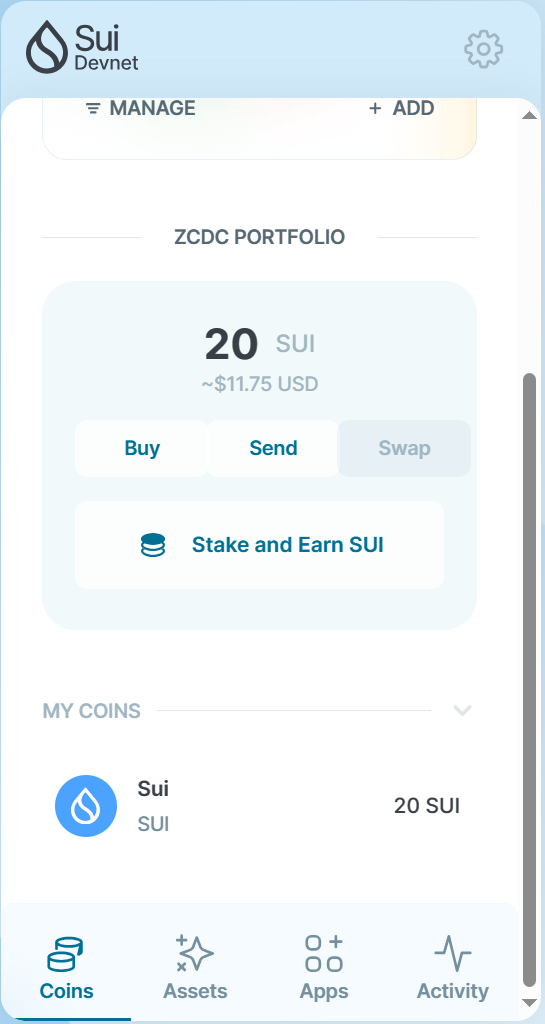 Sui
Devnet
MANAGE
+ ADD
ZCDC PORTFOLIO
20 SUI
~$11.75 USD
Buy
Send
Swap
Stake and Earn SUI
MY COINS
Sui
SUI
20 SUI
Coins
Assets
Apps
Activity